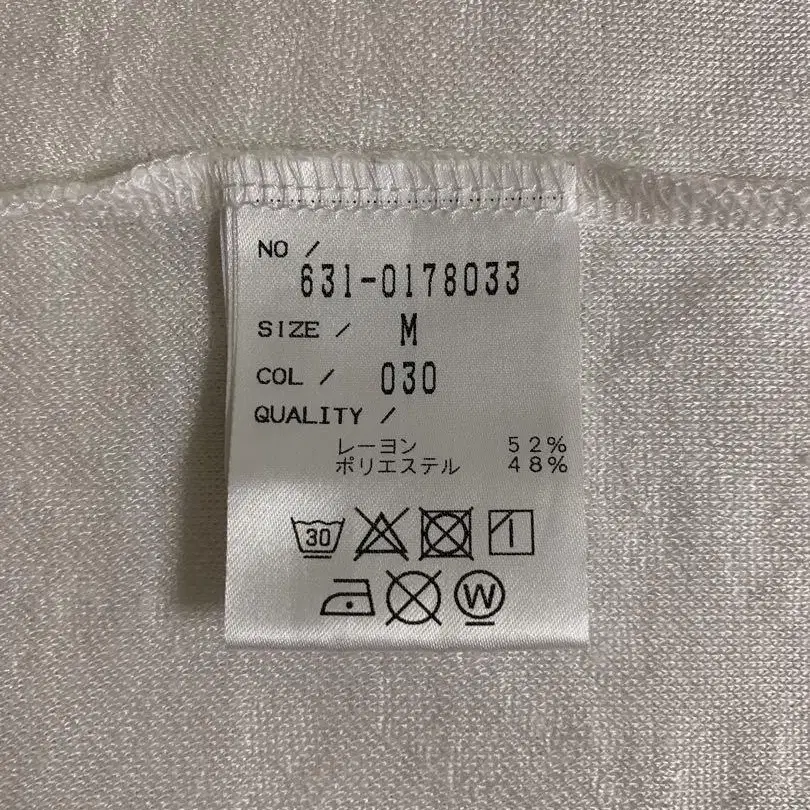 NO /
631-0178033
SIZE / M
COL / 030
QUALITY /
レーヨン 52%
ポリエステル 48%
30
W